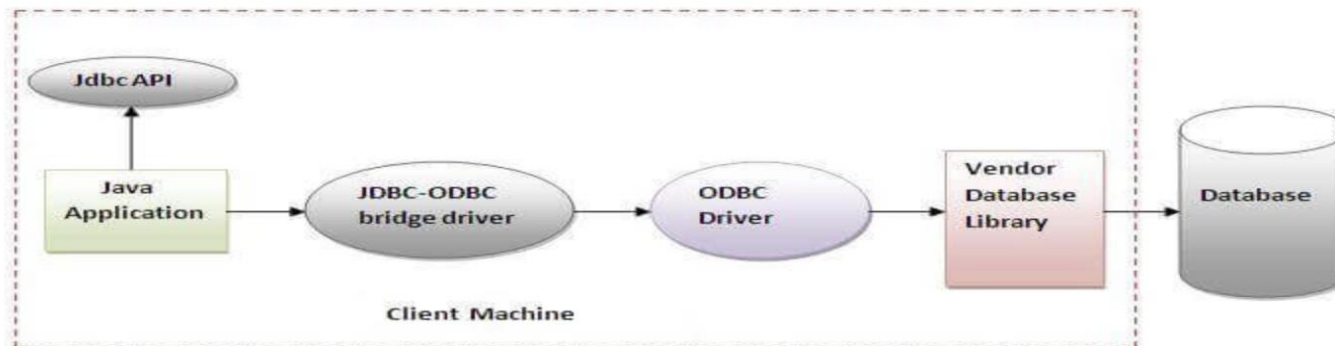 Jdbc API
Java
Application
JDBC-ODBC
bridge driver
ODBC
Driver
Vendor
Database
Library
Database
Client Machine